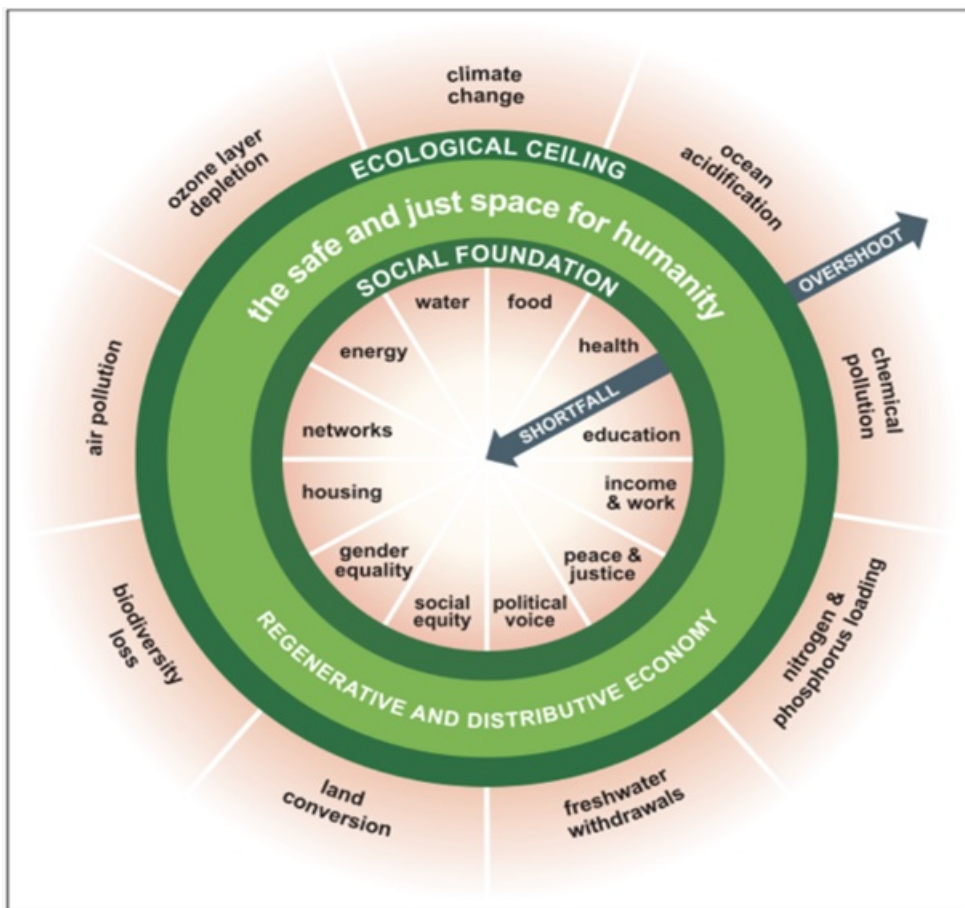 climate
change
ocean
acidification
chemical
pollution
nitrogen &
phosphorus loading
freshwater
withdrawals
land
conversion
biodiversity
loss
air pollution
ozone layer
depletion
ECOLOGICAL CEILING
the safe and just space for humanity
SOCIAL FOUNDATION
OVERSHOOT
SHORTFALL
water
food
health
education
income
& work
peace &
justice
political
voice
social
equity
gender
equality
housing
networks
energy
REGENERATIVE AND DISTRIBUTIVE ECONOMY